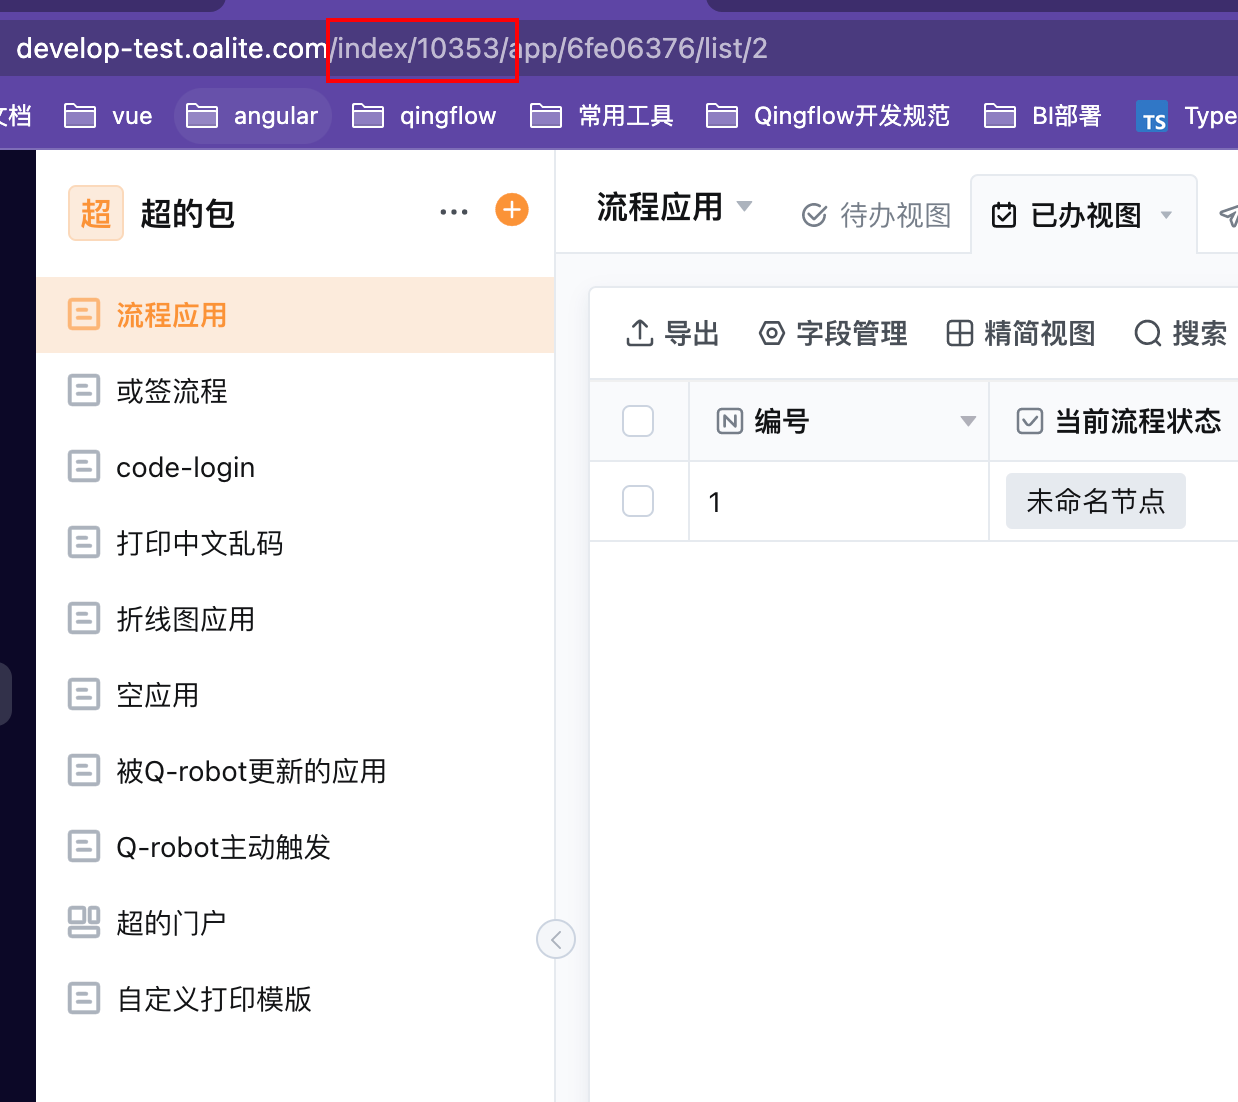 develop-test.oalite.com/index/10353/app/6fe06376/list/2
文档 vue angular qingflow 常用工具 Qingflow开发规范 BI部署 TS Type
超 超的包
流程应用 待办视图 已办视图
流程应用
导出 字段管理 精简视图 搜索
或签流程
编号 当前流程状态
code-login
1 未命名节点
打印中文乱码
折线图应用
空应用
被Q-robot更新的应用
Q-robot主动触发
超的门户
自定义打印模版